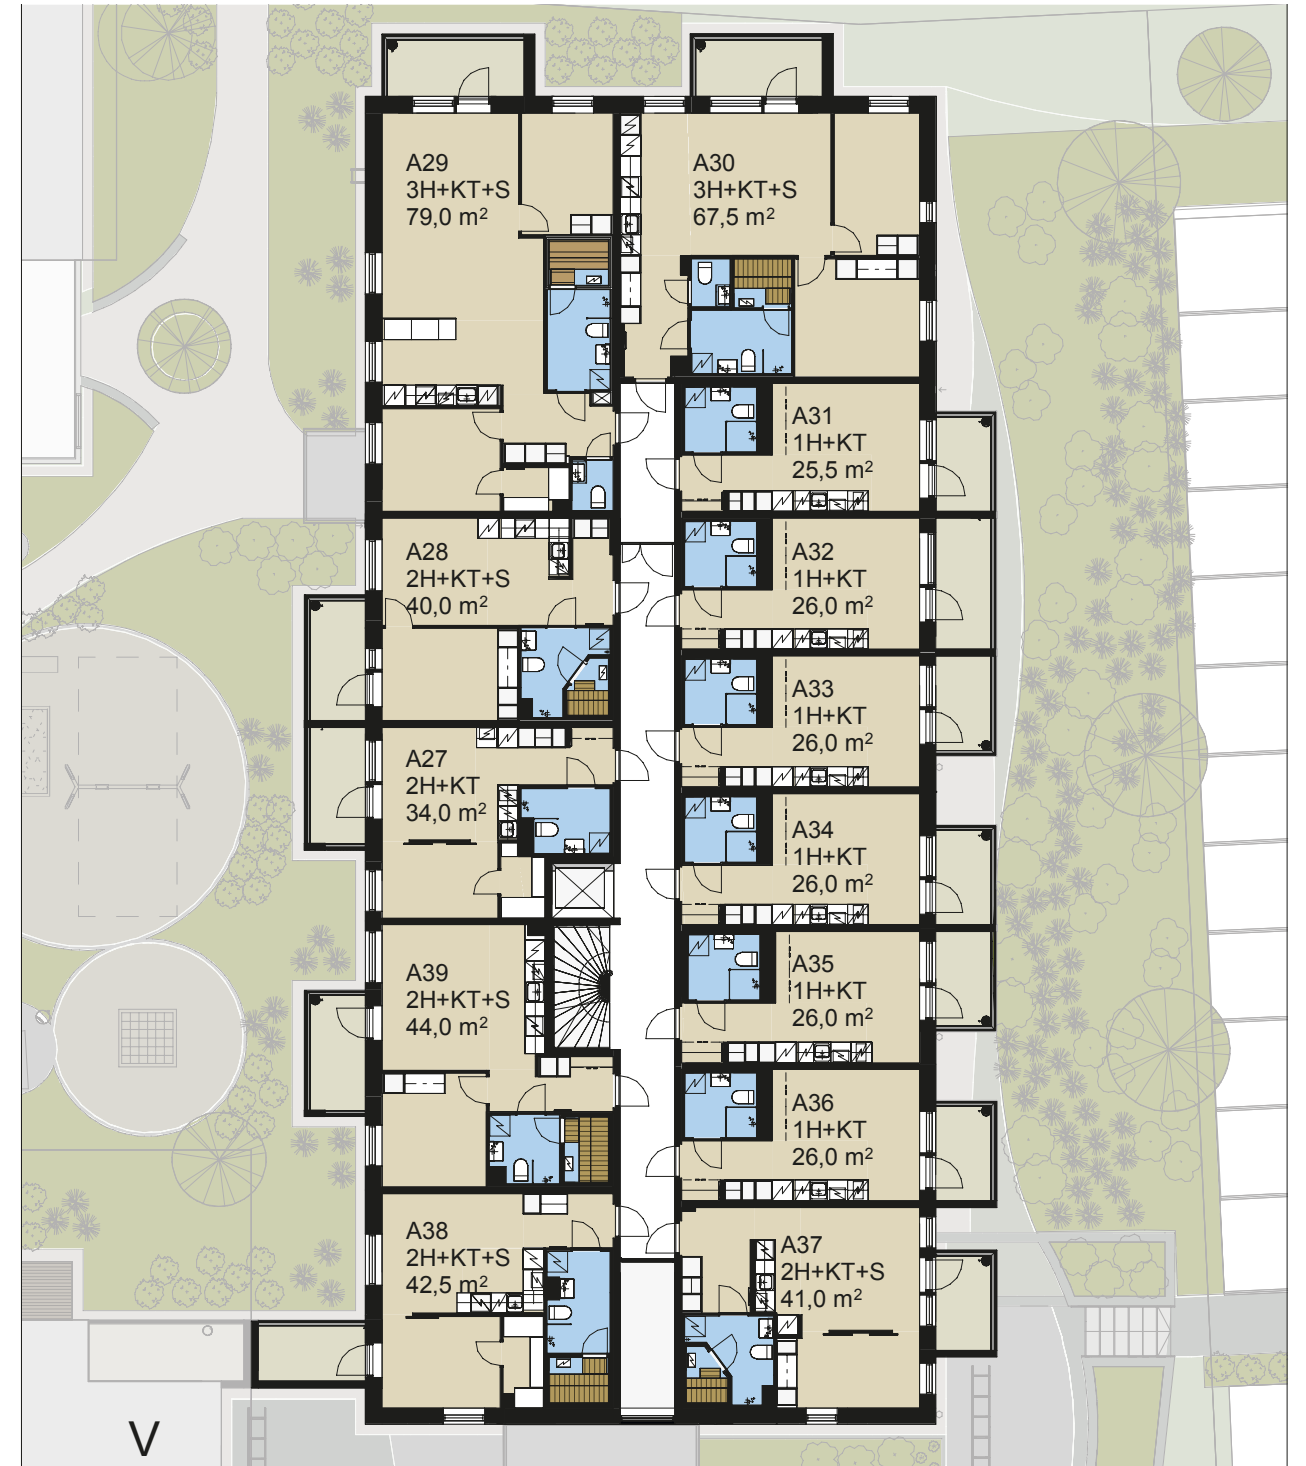 A29
3H+KT+S
79,0 m²
A30
3H+KT+S
67,5 m²
A31
1H+KT
25,5 m²
A28
2H+KT+S
40,0 m²
A32
1H+KT
26,0 m²
A27
2H+KT
34,0 m²
A33
1H+KT
26,0 m²
A34
1H+KT
26,0 m²
A39
2H+KT+S
44,0 m²
A35
1H+KT
26,0 m²
A36
1H+KT
26,0 m²
A38
2H+KT+S
42,5 m²
A37
2H+KT+S
41,0 m²
V